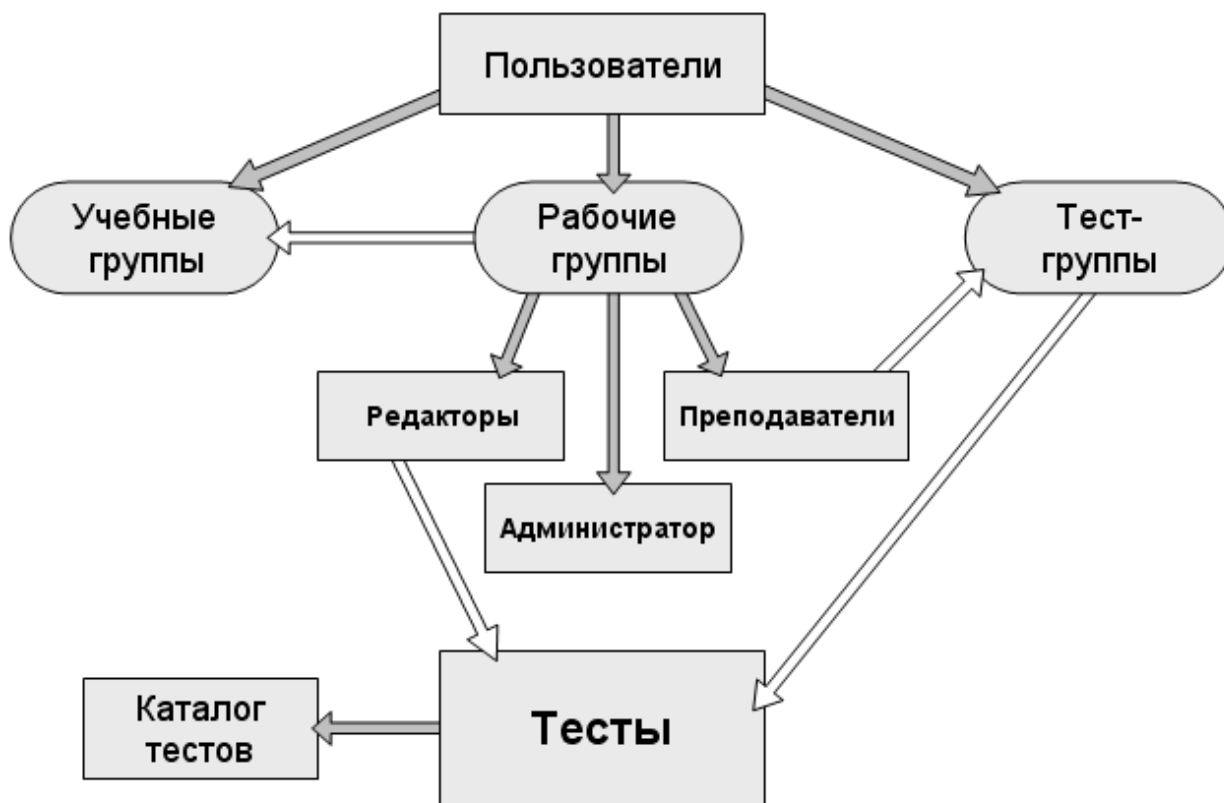 Пользователи
Учебные
группы
Рабочие
группы
Тест-
группы
Редакторы
Преподаватели
Администратор
Каталог
тестов
Тесты